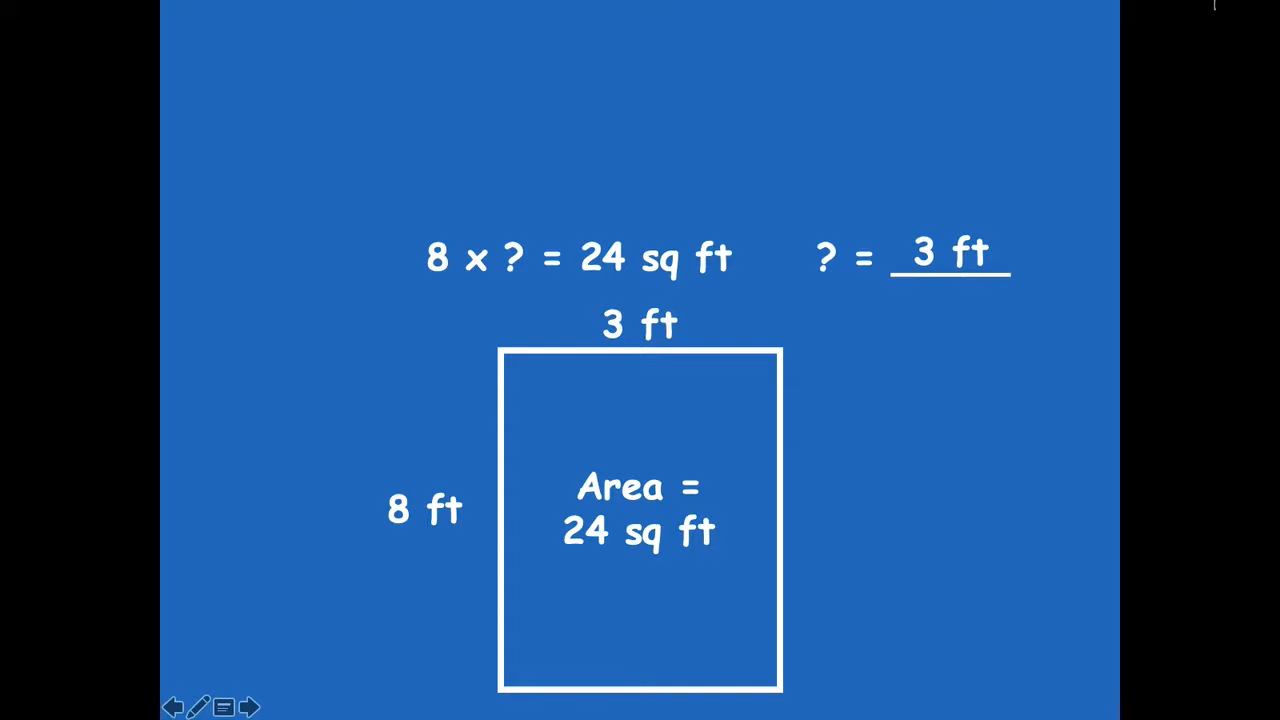 8 x ? = 24 sq ft ? = 3 ft
3 ft
Area =
8 ft
24 sq ft